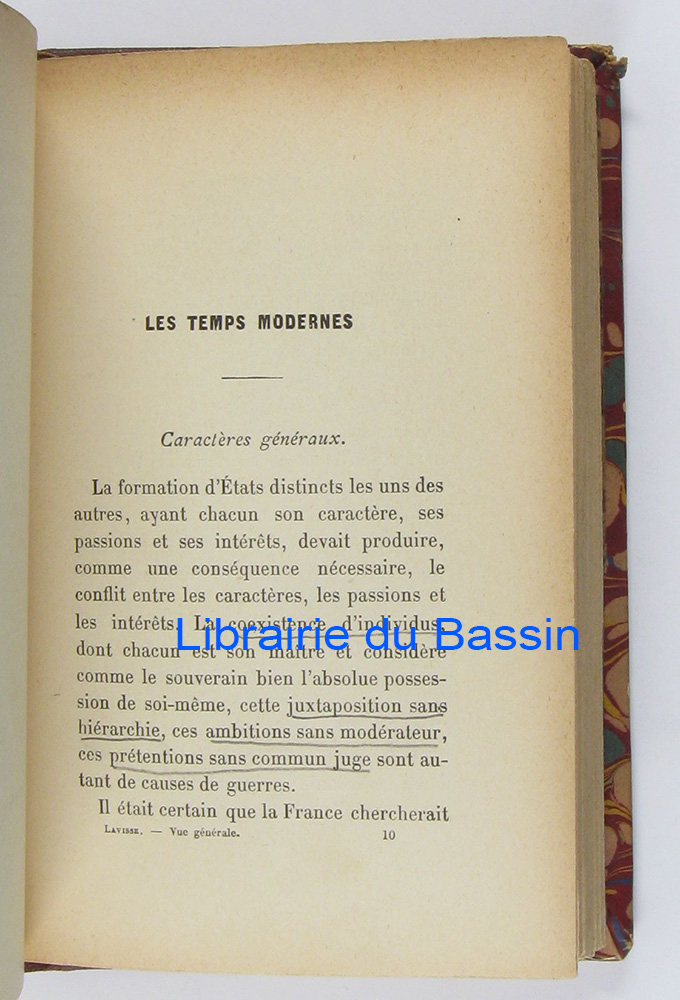 LES TEMPS MODERNES
Caractères généraux.
La formation d'États distincts les uns des
autres, ayant chacun son caractère, ses
passions et ses intérêts, devait produire,
comme une conséquence nécessaire, le
conflit entre les caractères, les passions et
les intérêts. La coexistence d'individus
Librairie du Bassin
dont chacun est son maître et considère
comme le souverain bien l'absolue posses-
sion de soi-même, cette juxtaposition sans
hiérarchie, ces ambitions sans modérateur,
ces prétentions sans commun juge sont au-
tant de causes de guerres.
Il était certain que la France chercherait
LAVISSE. — Vue générale. 10